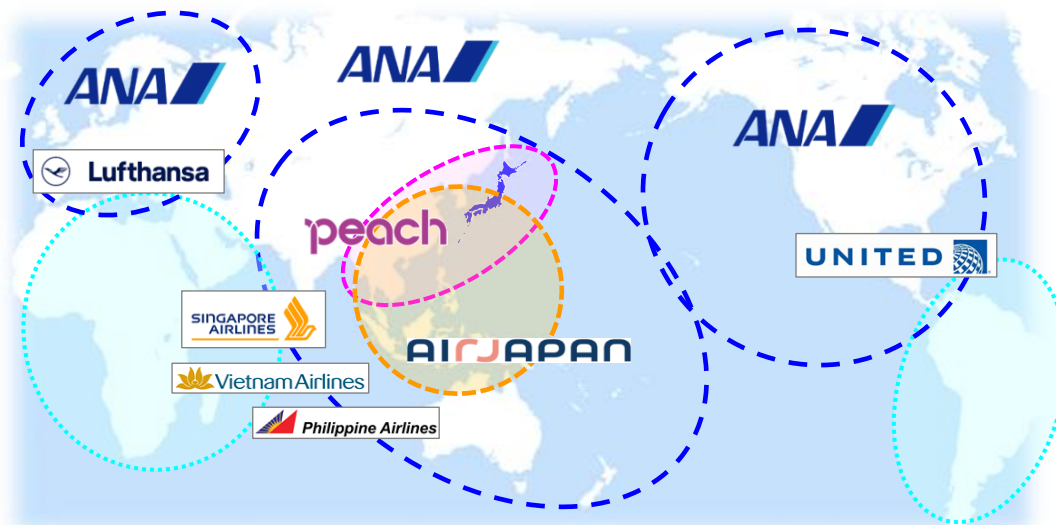 ANA
ANA
ANA
Lufthansa
peach
UNITED
SINGAPORE
AIRLINES
AIRJAPAN
Vietnam Airlines
Philippine Airlines